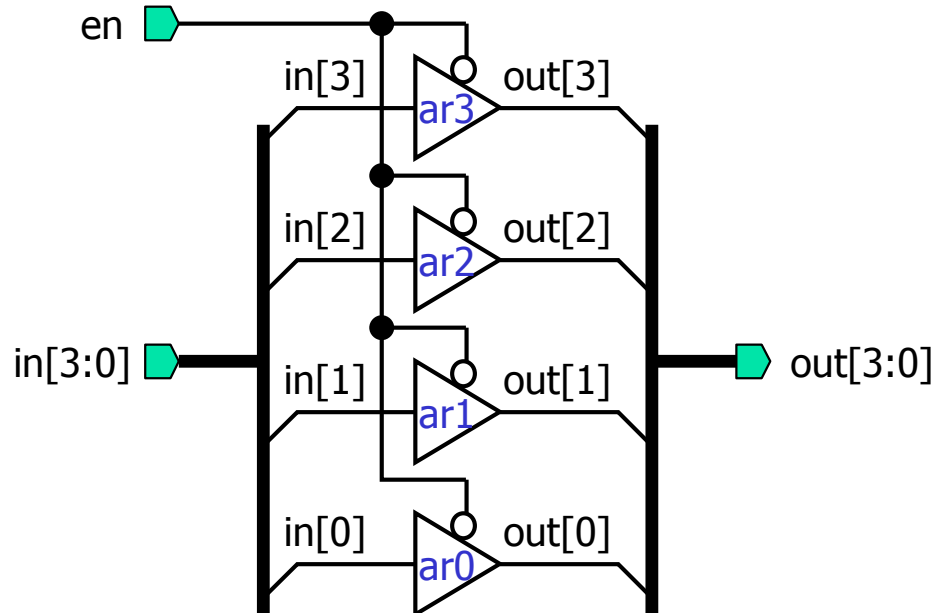 en
in[3]
out[3]
ar3
in[2]
out[2]
ar2
in[3:0]
out[3:0]
in[1]
out[1]
ar1
in[0]
out[0]
ar0